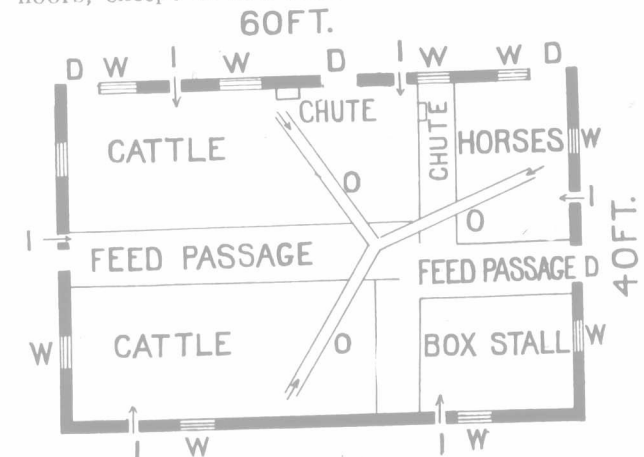 60FT.
D W I W D I W W D
CHUTE
CHUTE
CATTLE
HORSES W
O
O
I
I
FEED PASSAGE
FEED PASSAGE D
40FT.
W
CATTLE
O
BOX STALL W
I W I W